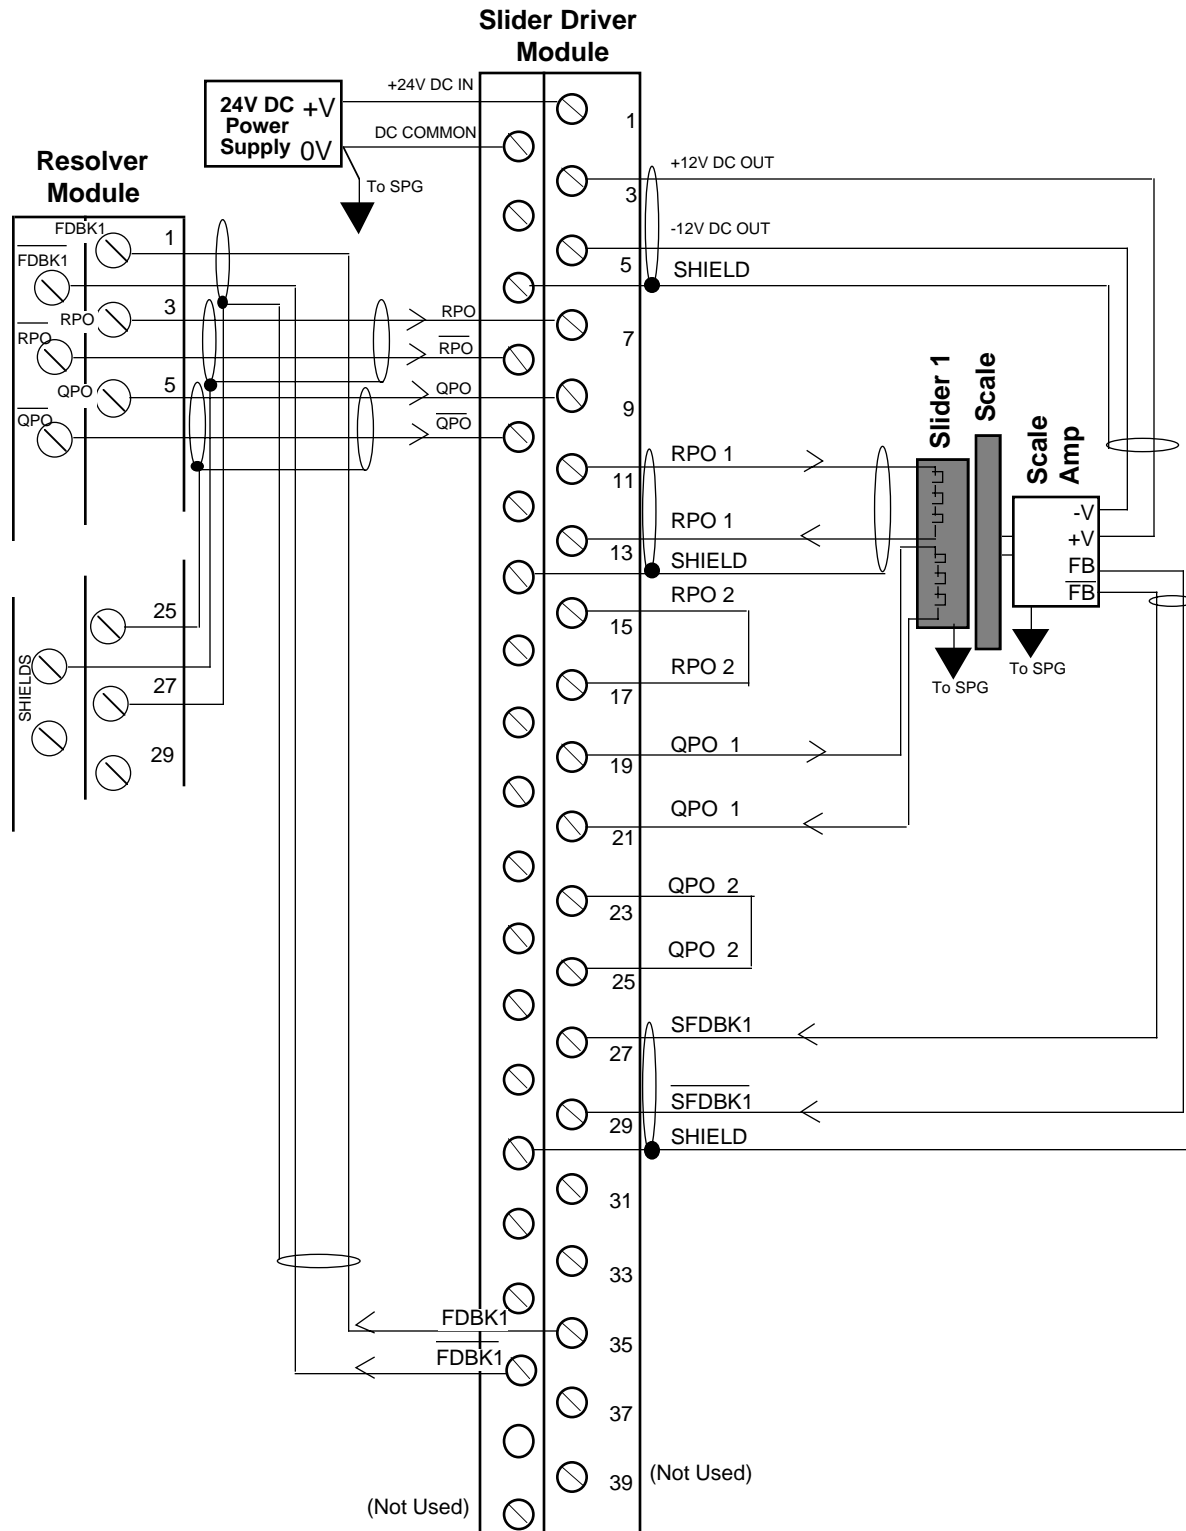 Slider Driver
Module
24V DC +V
Power
Supply 0V
+24V DC IN
DC COMMON
To SPG
Resolver
Module
FDBK1
1
FDBK1
3
RPO
RPO
5
QPO
QPO
25
SHIELDS
27
29
RPO
RPO
QPO
QPO
1
+12V DC OUT
3
-12V DC OUT
5
SHIELD
7
9
RPO 1
11
RPO 1
13
SHIELD
RPO 2
15
RPO 2
17
QPO 1
19
QPO 1
21
QPO 2
23
QPO 2
25
SFDBK1
27
SFDBK1
29
SHIELD
31
33
FDBK1
35
FDBK1
37
39
(Not Used)
(Not Used)
Slider 1
Scale
Scale
Amp
-V
+V
FB
FB
To SPG
To SPG